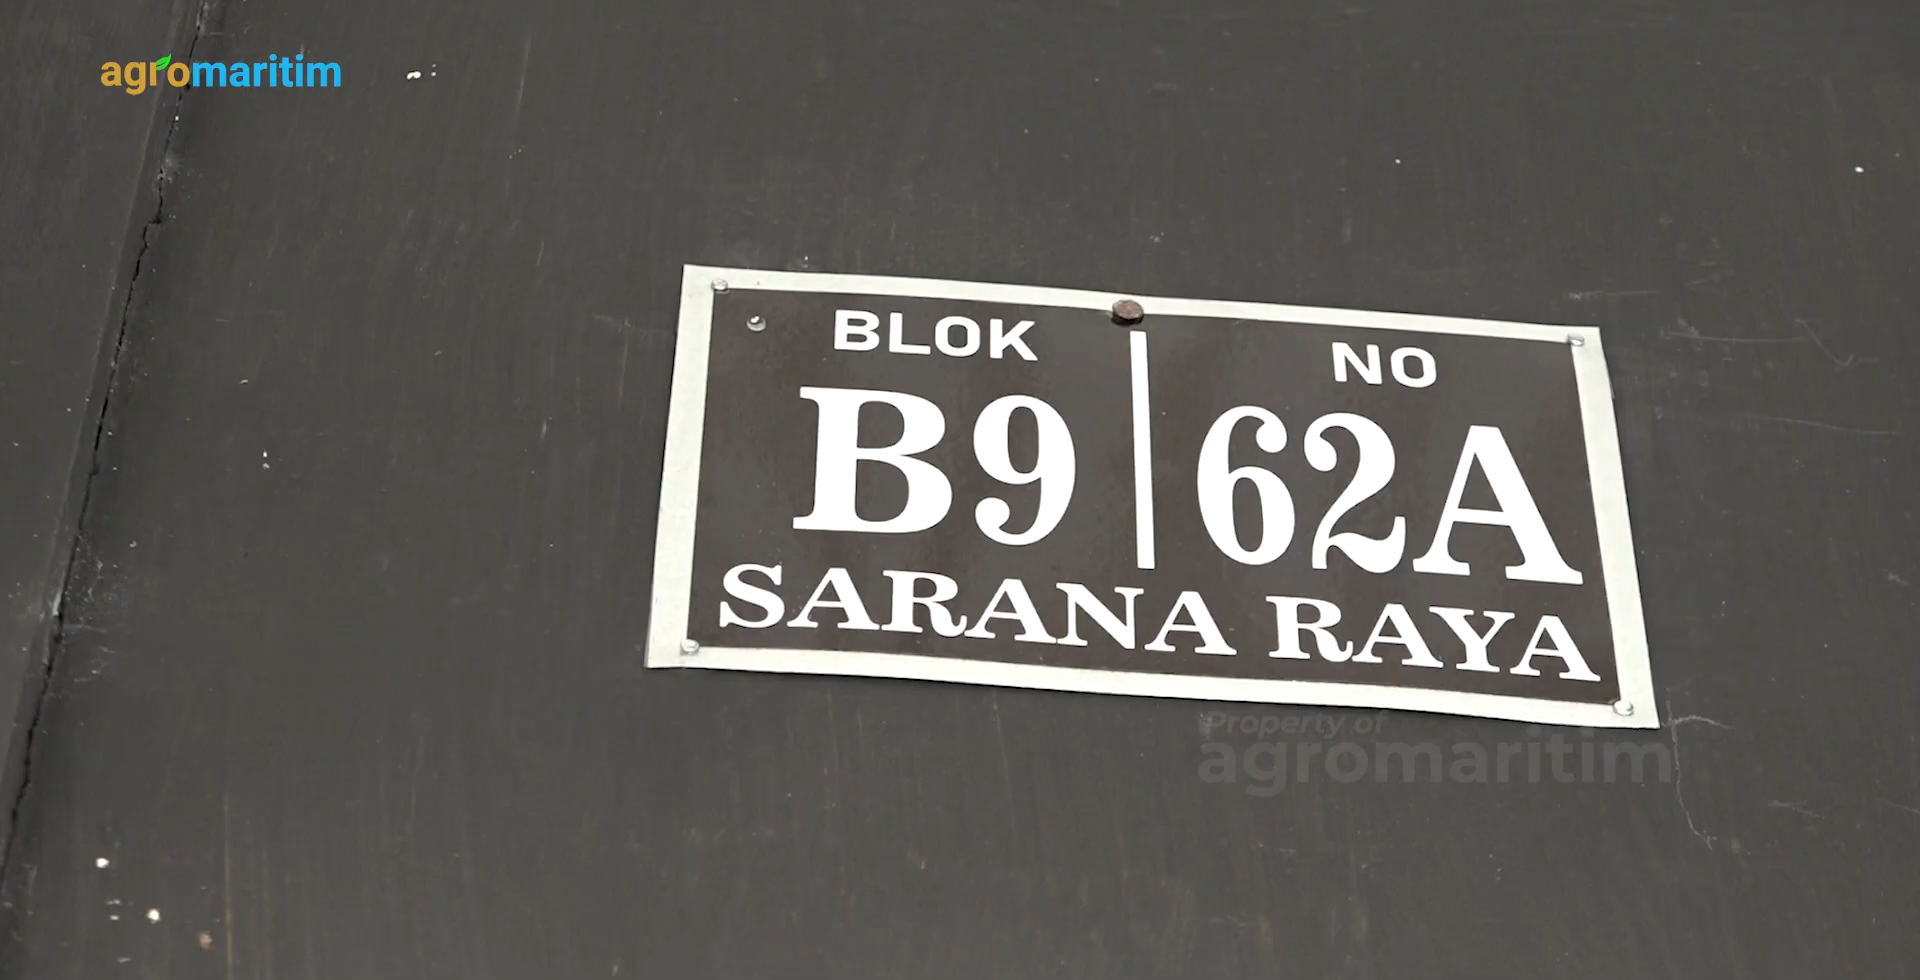 agromaritim
BLOK
NO
B9
62A
SARANA RAYA
Property of
agromaritim